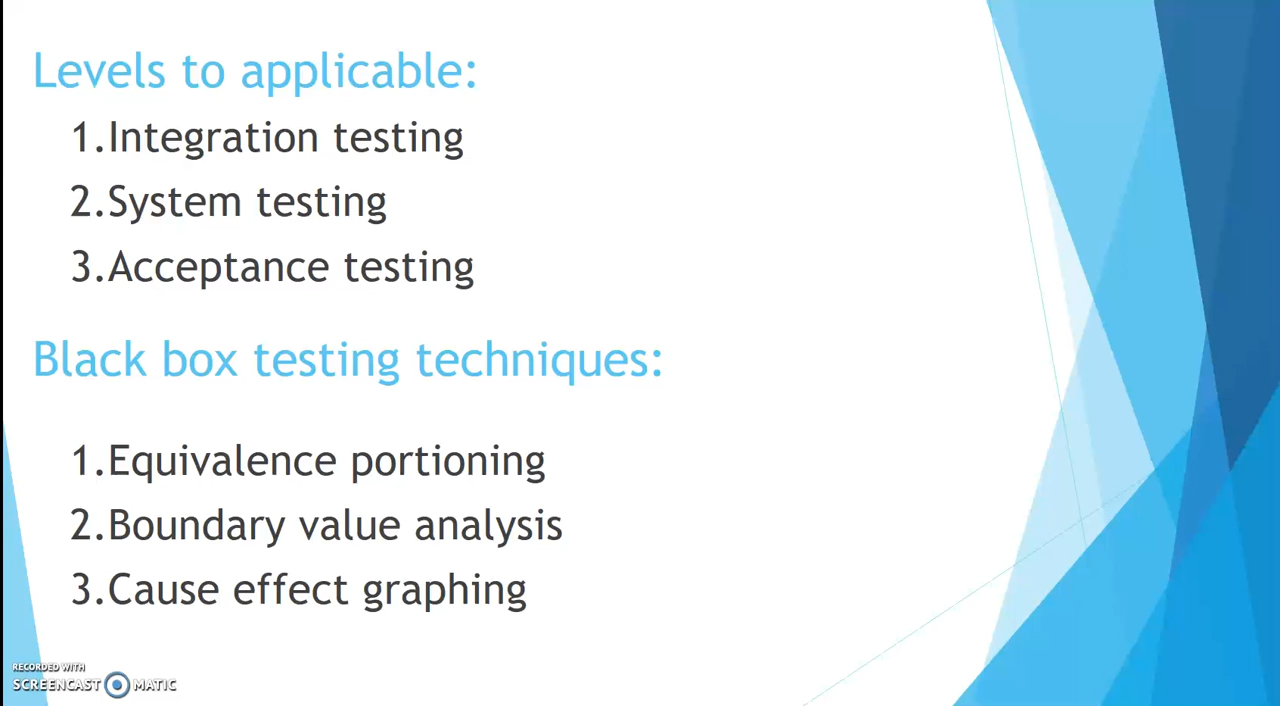 Levels to applicable:
1.Integration testing
2.System testing
3.Acceptance testing
Black box testing techniques:
1.Equivalence portioning
2.Boundary value analysis
3.Cause effect graphing
RECORDED WITH
SCREENCAST MATIC